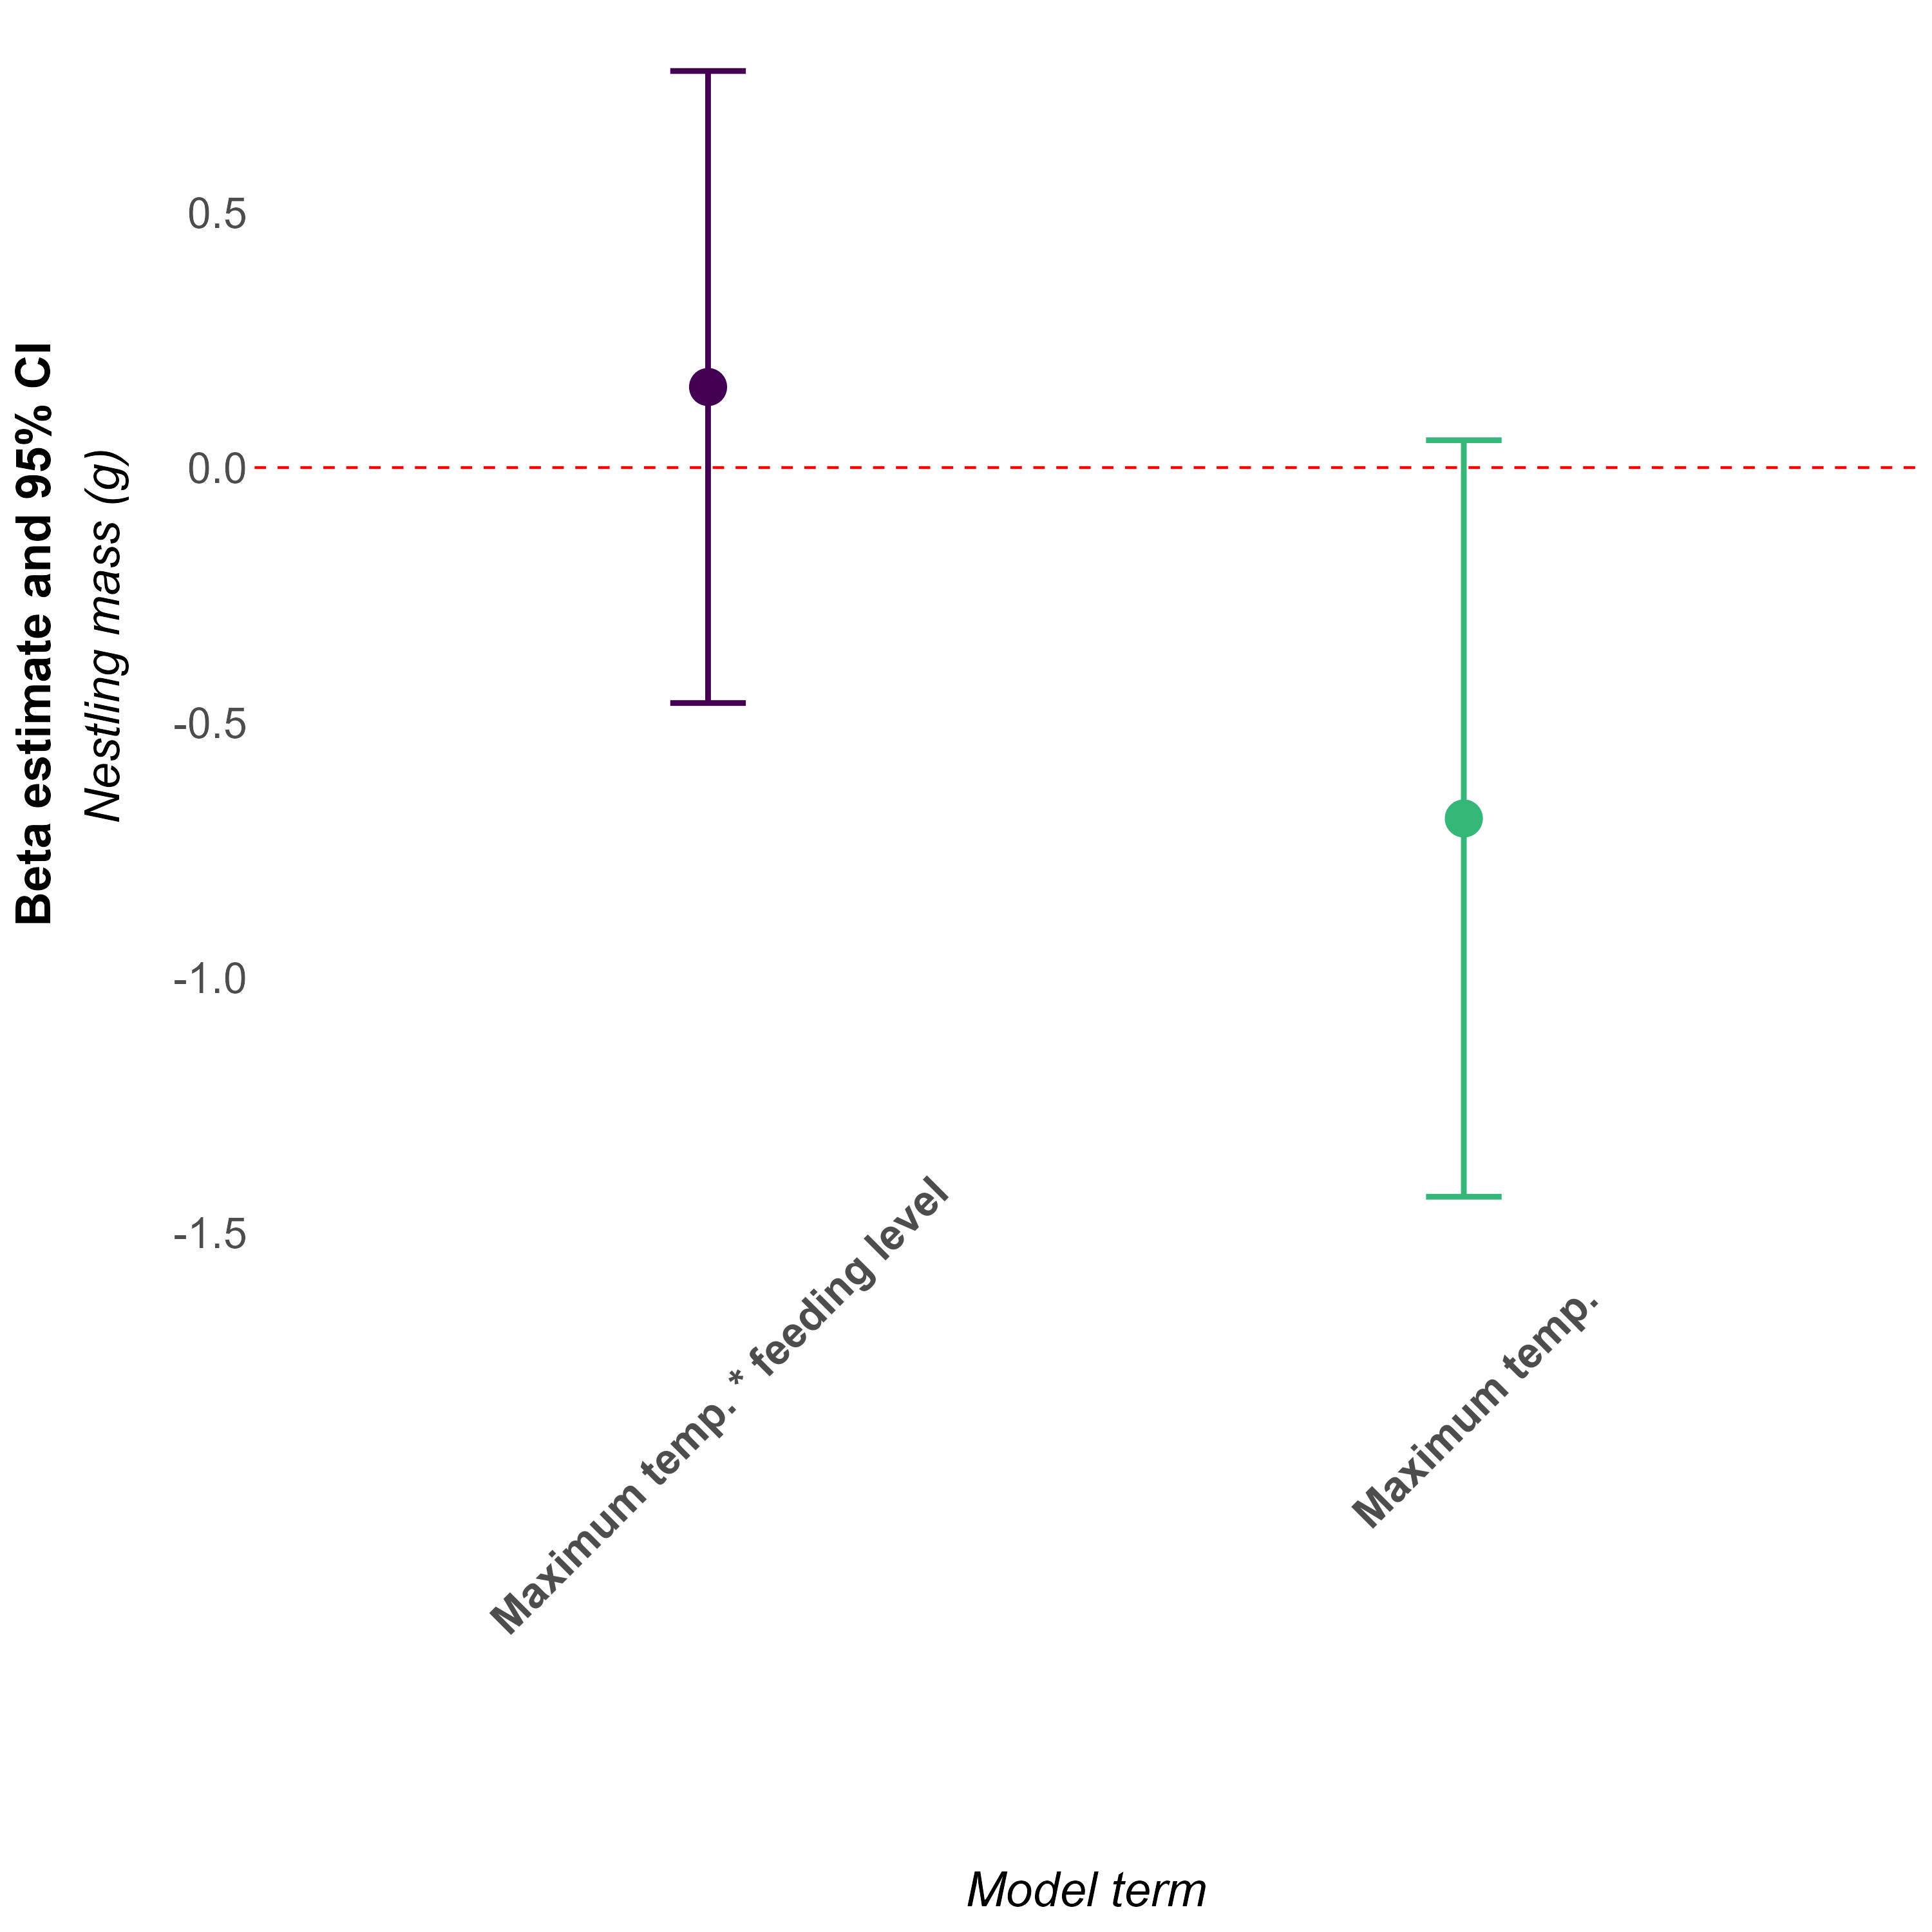 Beta estimate and 95% CI
Nestling mass (g)
0.5
0.0
-0.5
-1.0
-1.5
Maximum temp. * feeding level
Maximum temp.
Model term